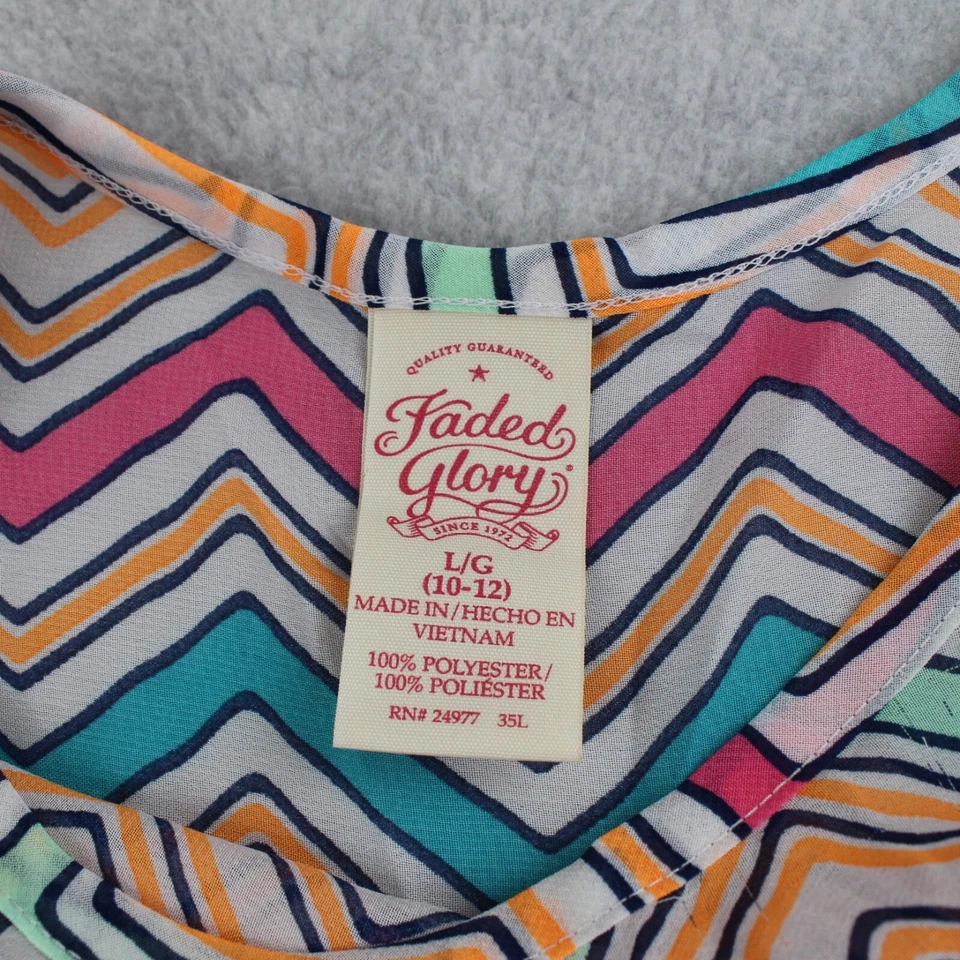 QUALITY GUARANTEED
Faded
Glory®
SINCE 1972
L/G
(10-12)
MADE IN/HECHO EN
VIETNAM
100% POLYESTER/
100% POLIÉSTER
RN# 24977 35L